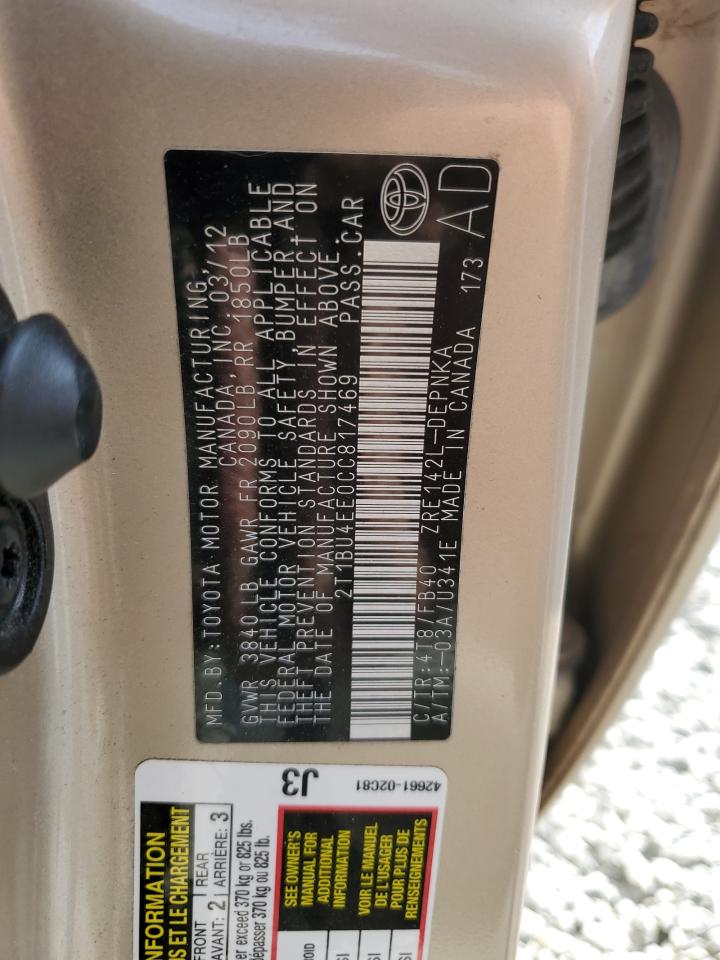 MFD. BY: TOYOTA MOTOR MANUFACTURING,
CANADA, INC. 03/12
GVWR 3840 LB GAWR FR 2090LB, RR 1850LB
THIS VEHICLE CONFORMS TO ALL APPLICABLE
FEDERAL MOTOR VEHICLE SAFETY, BUMPER AND
THEFT PREVENTION STANDARDS IN EFFECT ON
THE DATE OF MANUFACTURE SHOWN ABOVE.
2T1BU4EE0CC817469 PASS. CAR
C/TR:4T8/FB40 ZRE142L-DEPNKA
A/TM:-03A/U341E MADE IN CANADA 173
AD
NFORMATION
S ET LE CHARGEMENT
FRONT
AVANT: 2
REAR
ARRIÈRE: 3
er exceed 370 kg or 825 lbs.
dépasser 370 kg ou 825 lb.
SEE OWNER'S
MANUAL FOR
ADDITIONAL
INFORMATION
VOIR LE MANUEL
DE L'USAGER
POUR PLUS DE
RENSEIGNEMENTS
J3
42661-02C81